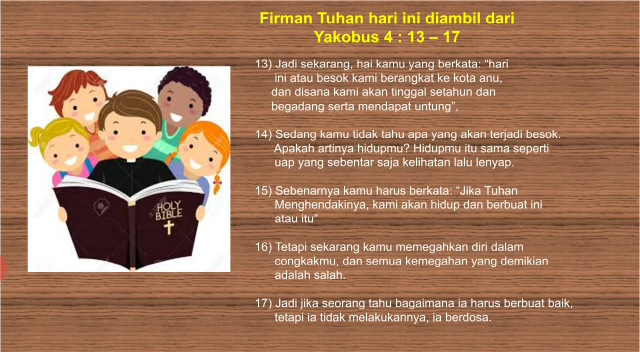 Firman Tuhan hari ini diambil dari
Yakobus 4 : 13 – 17
13) Jadi sekarang, hai kamu yang berkata: “hari
ini atau besok kami berangkat ke kota anu,
dan disana kami akan tinggal setahun dan
begadang serta mendapat untung”,
14) Sedang kamu tidak tahu apa yang akan terjadi besok.
Apakah artinya hidupmu? Hidupmu itu sama seperti
uap yang sebentar saja kelihatan lalu lenyap.
15) Sebenarnya kamu harus berkata: ”Jika Tuhan
Menghendakinya, kami akan hidup dan berbuat ini
atau itu”
16) Tetapi sekarang kamu memegahkan diri dalam
congkakmu, dan semua kemegahan yang demikian
adalah salah.
17) Jadi jika seorang tahu bagaimana ia harus berbuat baik,
tetapi ia tidak melakukannya, ia berdosa.
HOLY
BIBLE